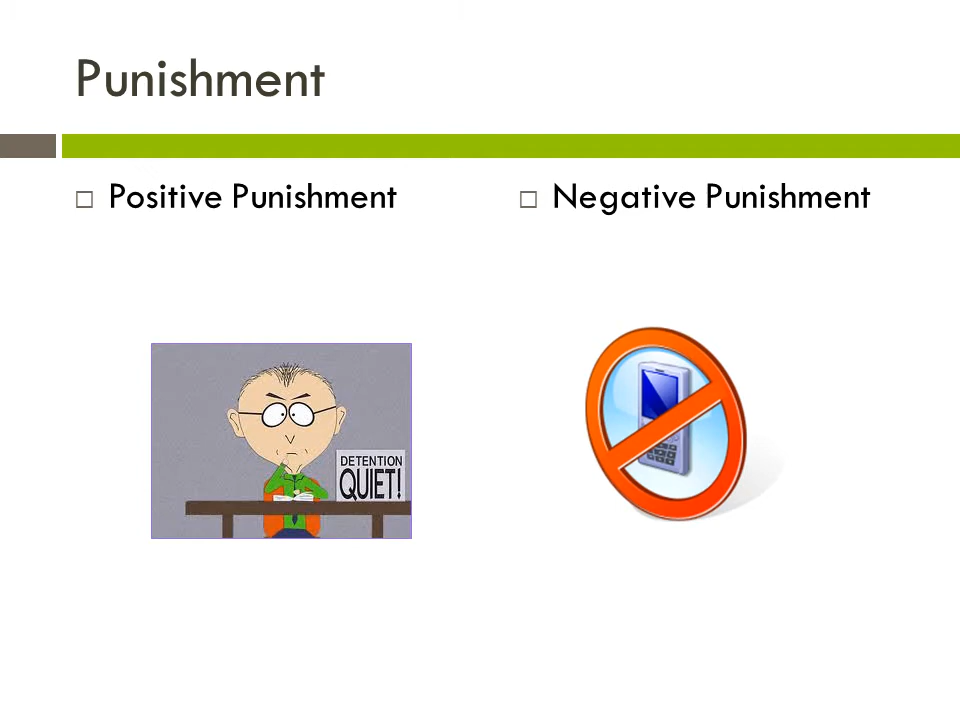 Punishment
Positive Punishment
Negative Punishment
DETENTION
QUIET!